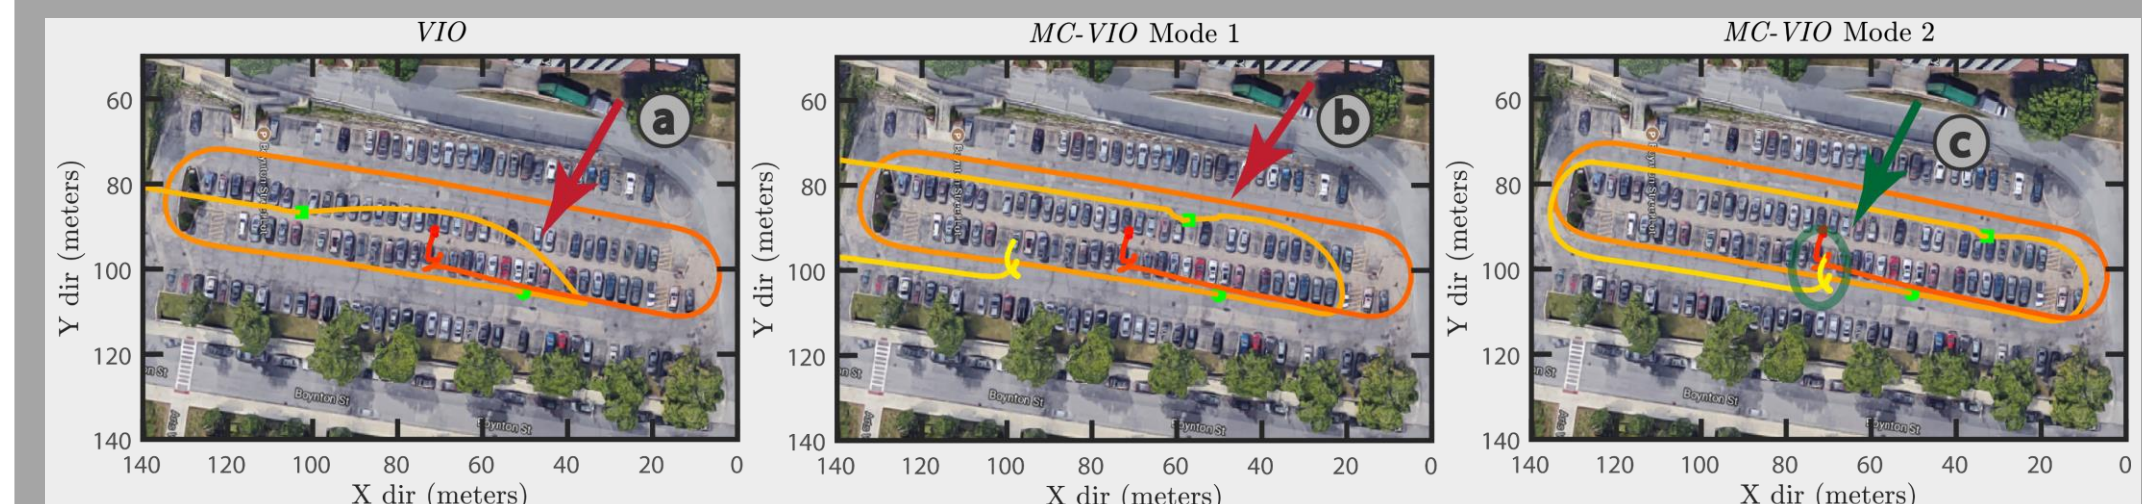 VIO
a
60
80
100
120
140
Y dir (meters)
Boynton St
140 120 100 80 60 40 20 0
X dir (meters)
MC-VIO Mode 1
b
60
80
100
120
140
Y dir (meters)
Boynton St
140 120 100 80 60 40 20 0
X dir (meters)
MC-VIO Mode 2
c
60
80
100
120
140
Y dir (meters)
Boynton St
140 120 100 80 60 40 20 0
X dir (meters)